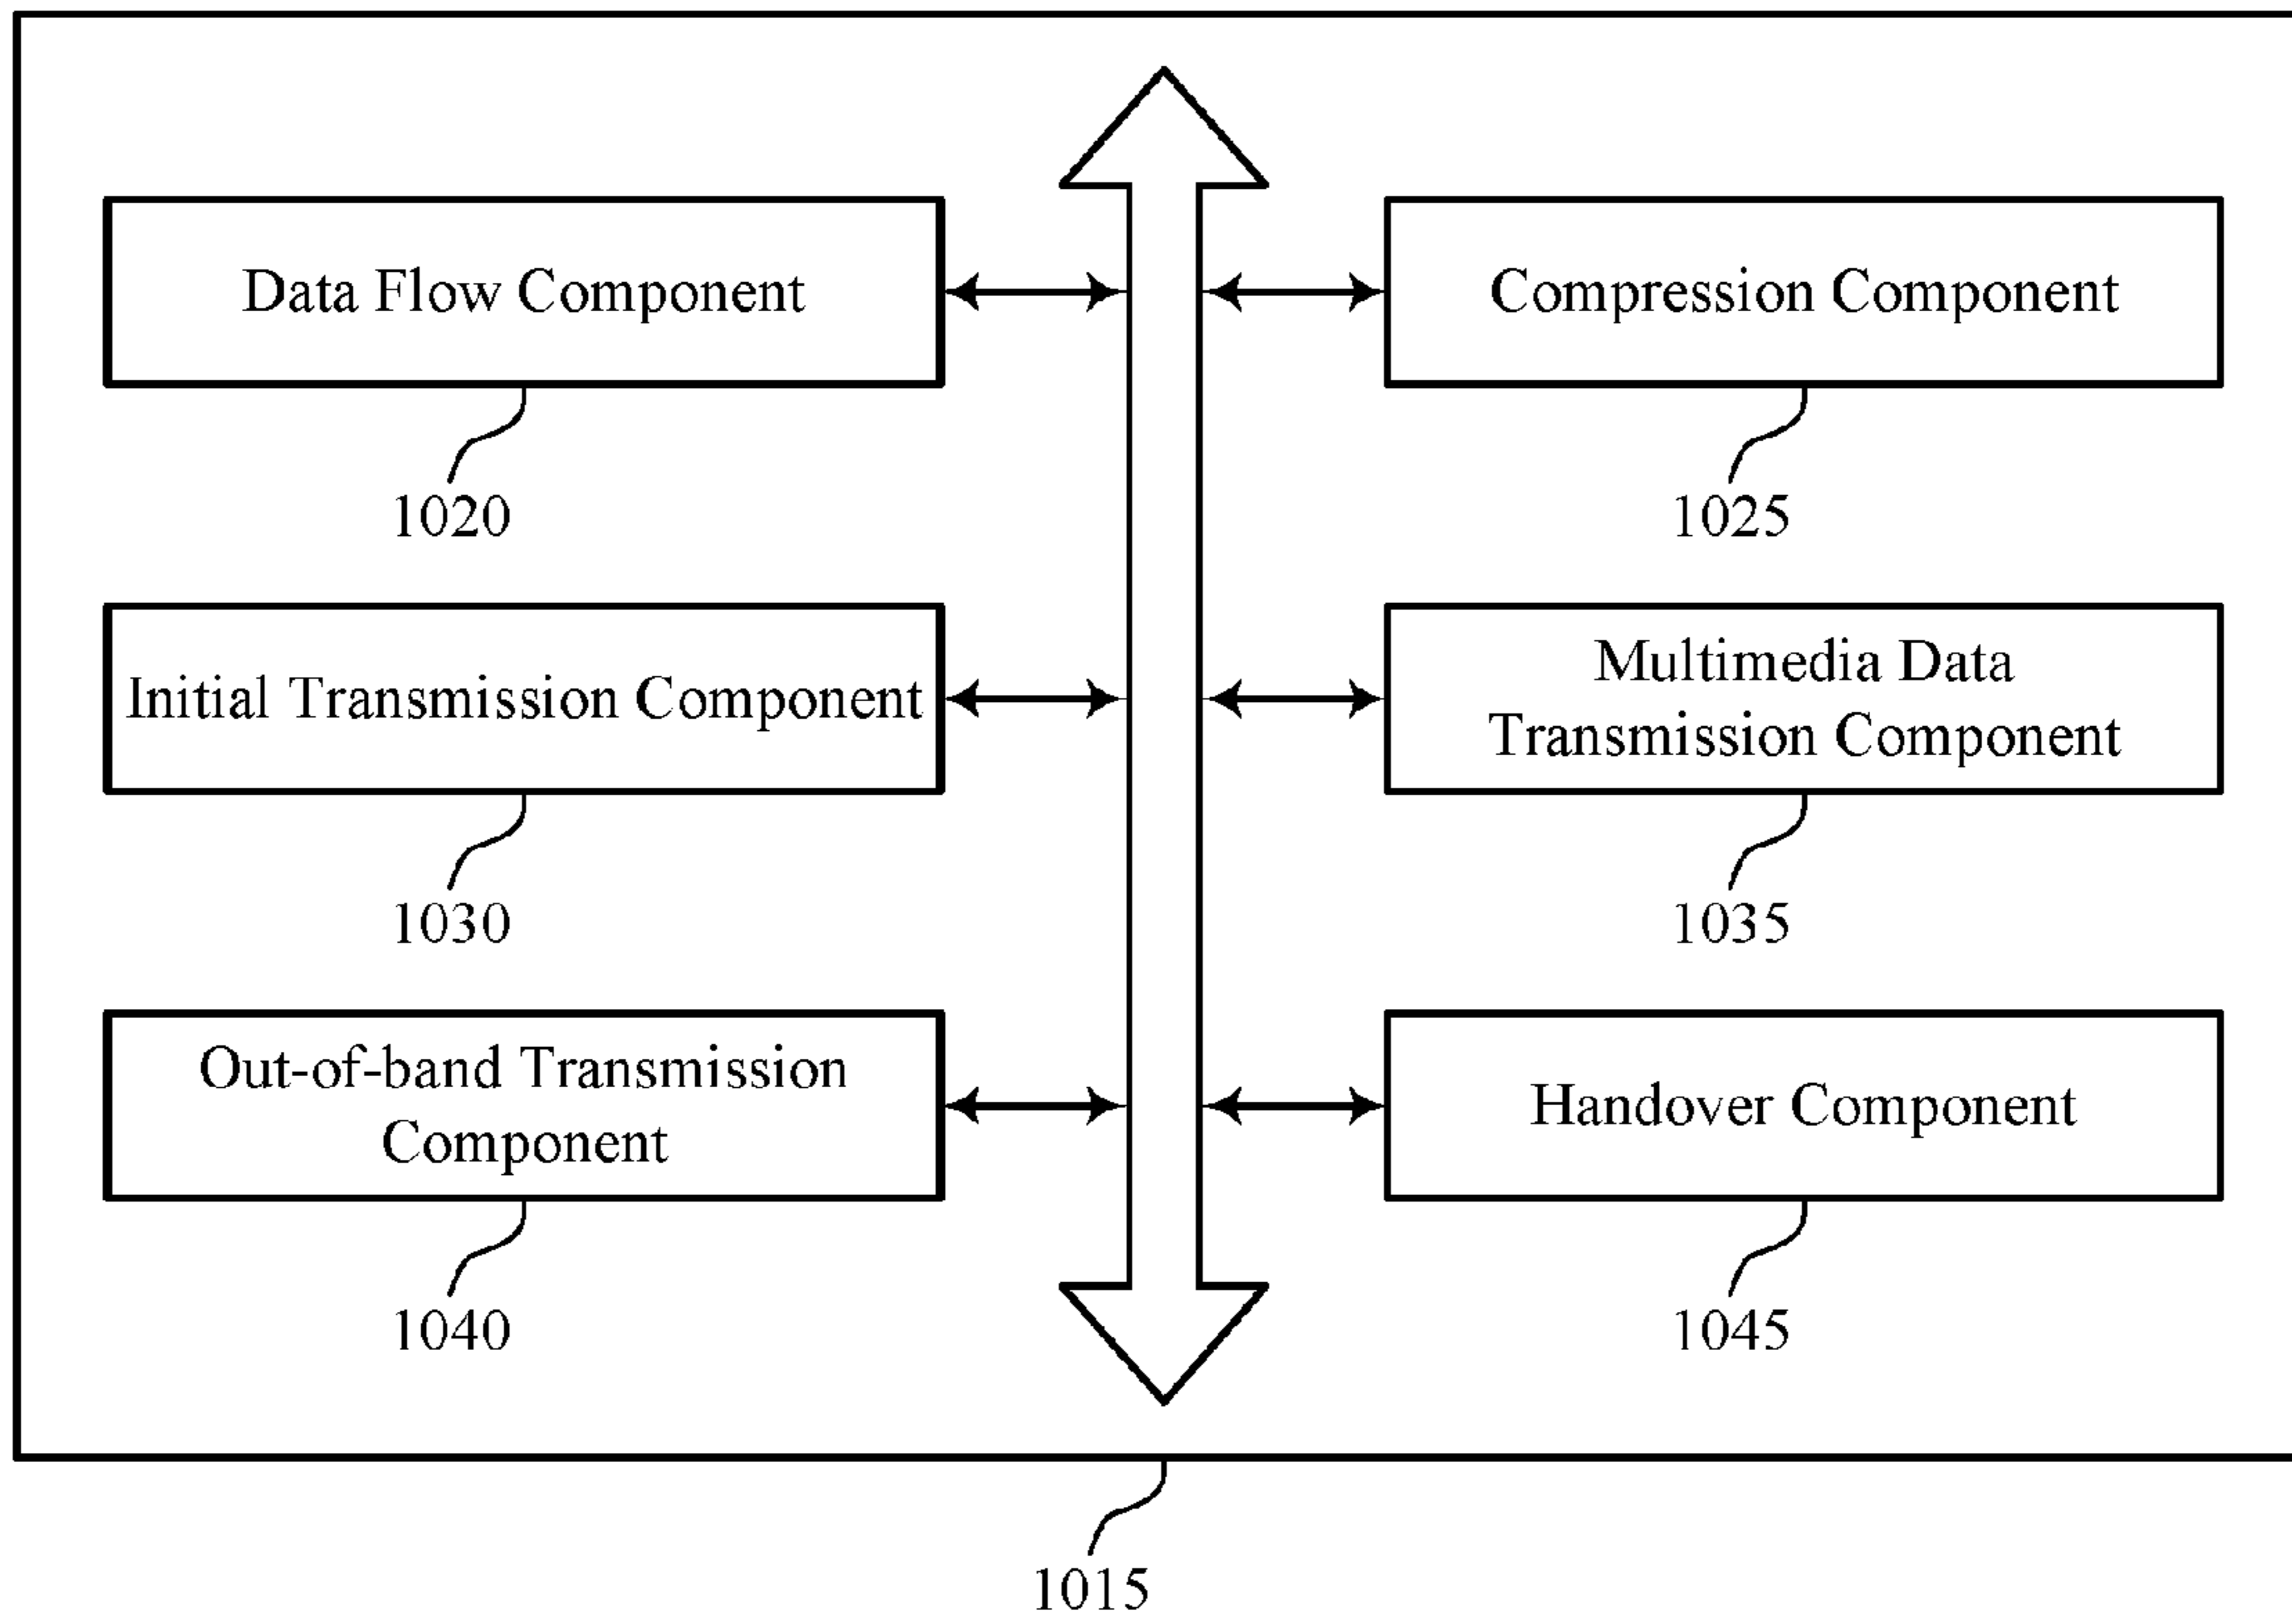 Data Flow Component
Compression Component
1020
1025
Initial Transmission Component
Multimedia Data
Transmission Component
1030
1035
Out-of-band Transmission
Component
Handover Component
1040
1045
1015